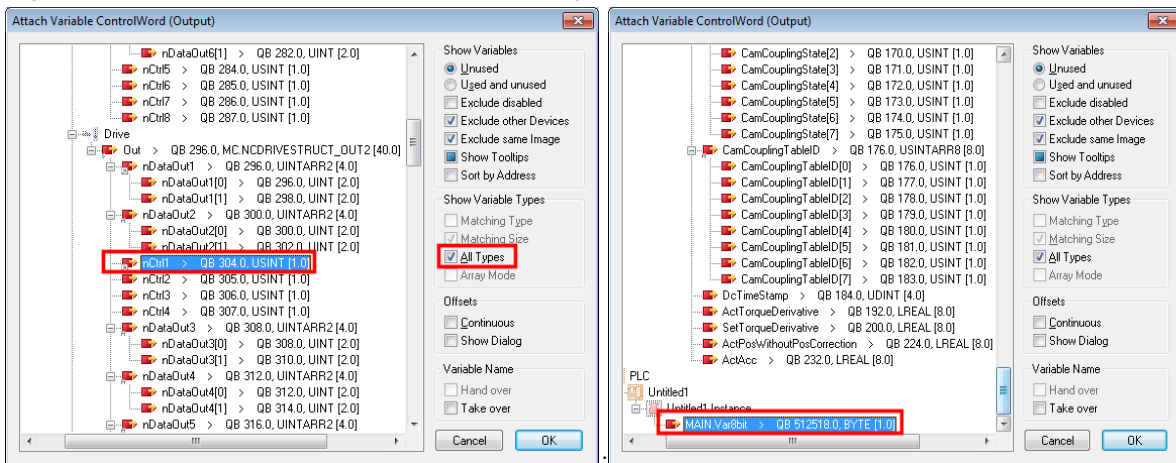 Attach Variable ControlWord (Output)
nDataOut6[1] > QB 282.0, UINT [2.0]
nCtrl5 > QB 284.0, USINT [1.0]
nCtrl6 > QB 285.0, USINT [1.0]
nCtrl7 > QB 286.0, USINT [1.0]
nCtrl8 > QB 287.0, USINT [1.0]
Drive
Out > QB 296.0, MC.NCDRIVESTRUCT_OUT2 [40.0]
nDataOut1 > QB 296.0, UINTARR2 [4.0]
nDataOut1[0] > QB 296.0, UINT [2.0]
nDataOut1[1] > QB 298.0, UINT [2.0]
nDataOut2 > QB 300.0, UINTARR2 [4.0]
nDataOut2[0] > QB 300.0, UINT [2.0]
nDataOut2[1] > QB 302.0, UINT [2.0]
nCtrl1 > QB 304.0, USINT [1.0]
nCtrl2 > QB 305.0, USINT [1.0]
nCtrl3 > QB 306.0, USINT [1.0]
nCtrl4 > QB 307.0, USINT [1.0]
nDataOut3 > QB 308.0, UINTARR2 [4.0]
nDataOut3[0] > QB 308.0, UINT [2.0]
nDataOut3[1] > QB 310.0, UINT [2.0]
nDataOut4 > QB 312.0, UINTARR2 [4.0]
nDataOut4[0] > QB 312.0, UINT [2.0]
nDataOut4[1] > QB 314.0, UINT [2.0]
nDataOut5 > QB 316.0, UINTARR2 [4.0]
Show Variables
Unused
Used and unused
Exclude disabled
Exclude other Devices
Exclude same Image
Show Tooltips
Sort by Address
Show Variable Types
Matching Type
Matching Size
All Types
Array Mode
Offsets
Continuous
Show Dialog
Variable Name
Hand over
Take over
Cancel
OK
Attach Variable ControlWord (Output)
CamCouplingState[2] > QB 170.0, USINT [1.0]
CamCouplingState[3] > QB 171.0, USINT [1.0]
CamCouplingState[4] > QB 172.0, USINT [1.0]
CamCouplingState[5] > QB 173.0, USINT [1.0]
CamCouplingState[6] > QB 174.0, USINT [1.0]
CamCouplingState[7] > QB 175.0, USINT [1.0]
CamCouplingTableID > QB 176.0, USINTARR8 [8.0]
CamCouplingTableID[0] > QB 176.0, USINT [1.0]
CamCouplingTableID[1] > QB 177.0, USINT [1.0]
CamCouplingTableID[2] > QB 178.0, USINT [1.0]
CamCouplingTableID[3] > QB 179.0, USINT [1.0]
CamCouplingTableID[4] > QB 180.0, USINT [1.0]
CamCouplingTableID[5] > QB 181.0, USINT [1.0]
CamCouplingTableID[6] > QB 182.0, USINT [1.0]
CamCouplingTableID[7] > QB 183.0, USINT [1.0]
DcTimeStamp > QB 184.0, UDINT [4.0]
ActTorqueDerivative > QB 192.0, LREAL [8.0]
SetTorqueDerivative > QB 200.0, LREAL [8.0]
ActPosWithoutPosCorrection > QB 224.0, LREAL [8.0]
ActAcc > QB 232.0, LREAL [8.0]
PLC
Untitled1
Untitled1 Instance
MAIN.Var8bit > QB 512518.0, BYTE [1.0]
Show Variables
Unused
Used and unused
Exclude disabled
Exclude other Devices
Exclude same Image
Show Tooltips
Sort by Address
Show Variable Types
Matching Type
Matching Size
All Types
Array Mode
Offsets
Continuous
Show Dialog
Variable Name
Hand over
Take over
Cancel
OK